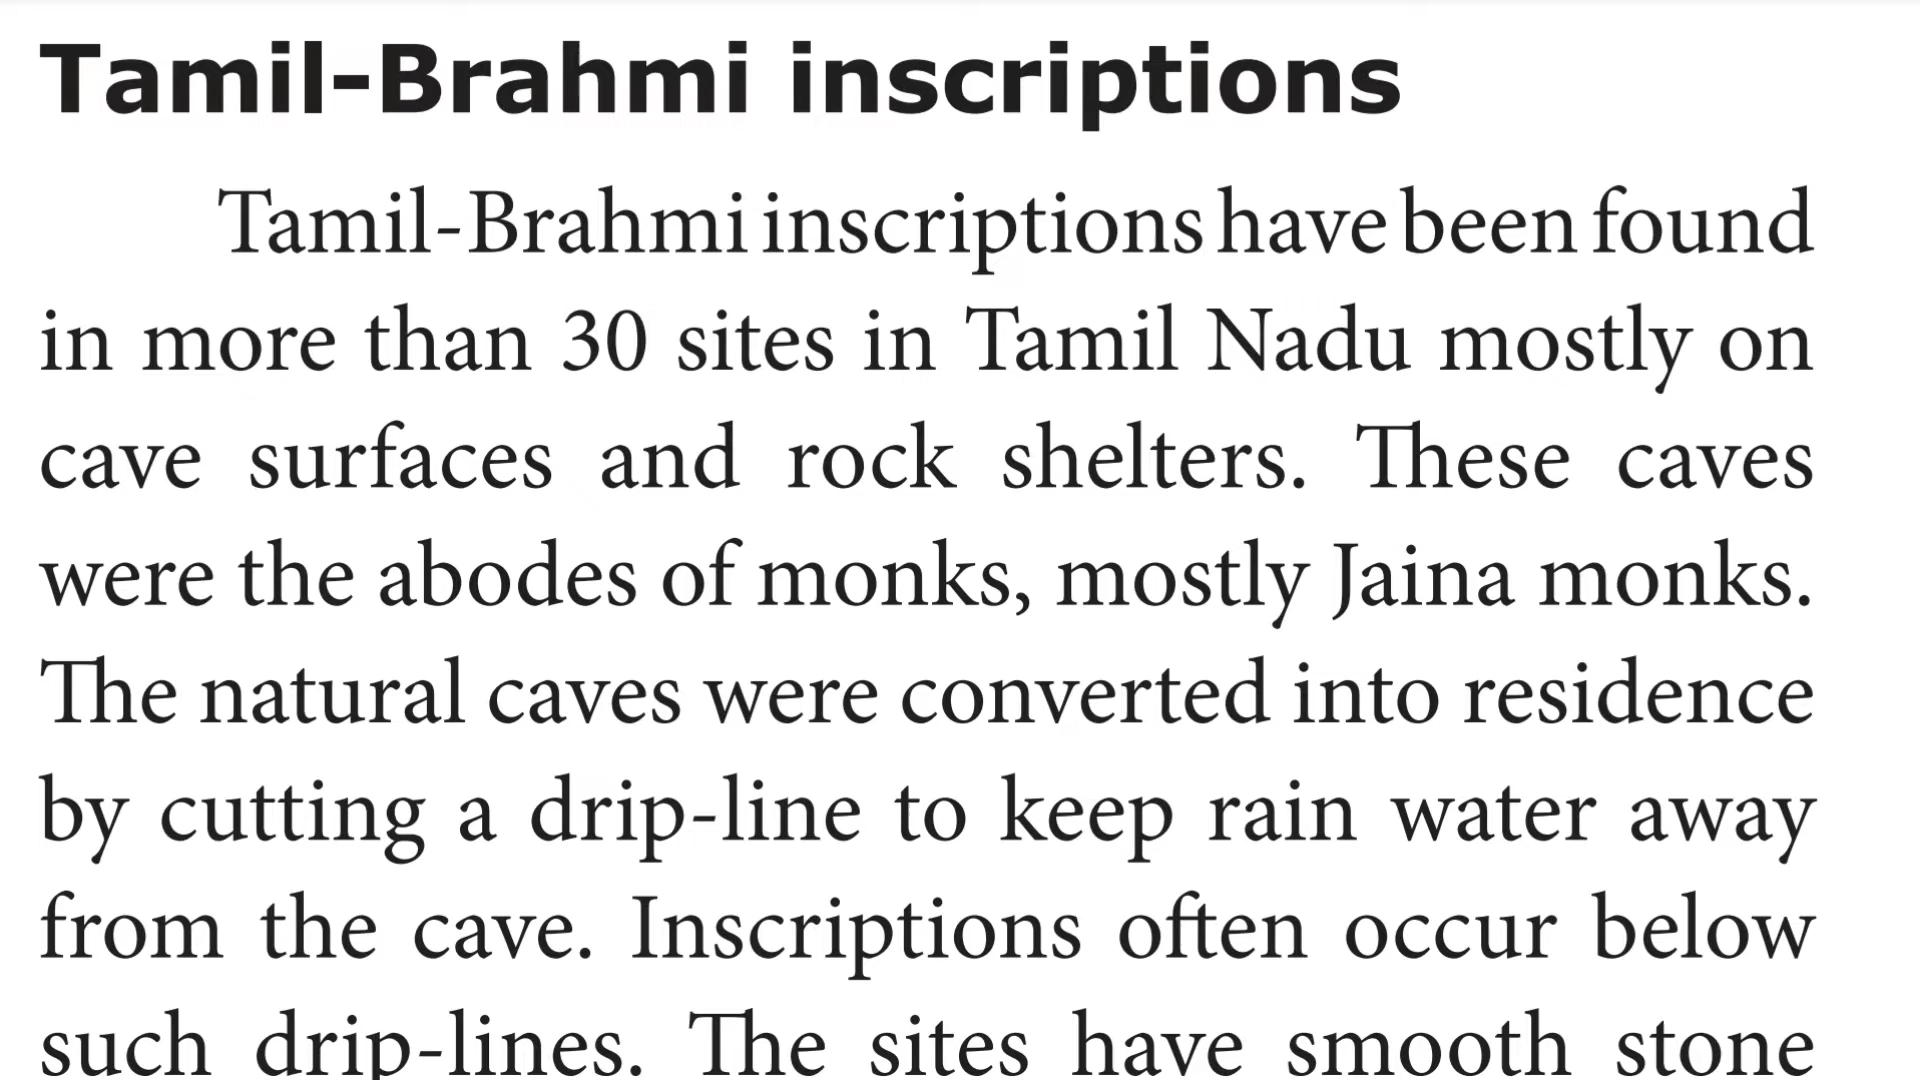 Tamil-Brahmi inscriptions
Tamil-Brahmi inscriptions have been found
in more than 30 sites in Tamil Nadu mostly on
cave surfaces and rock shelters. These caves
were the abodes of monks, mostly Jaina monks.
The natural caves were converted into residence
by cutting a drip-line to keep rain water away
from the cave. Inscriptions often occur below
such drip-lines. The sites have smooth stone